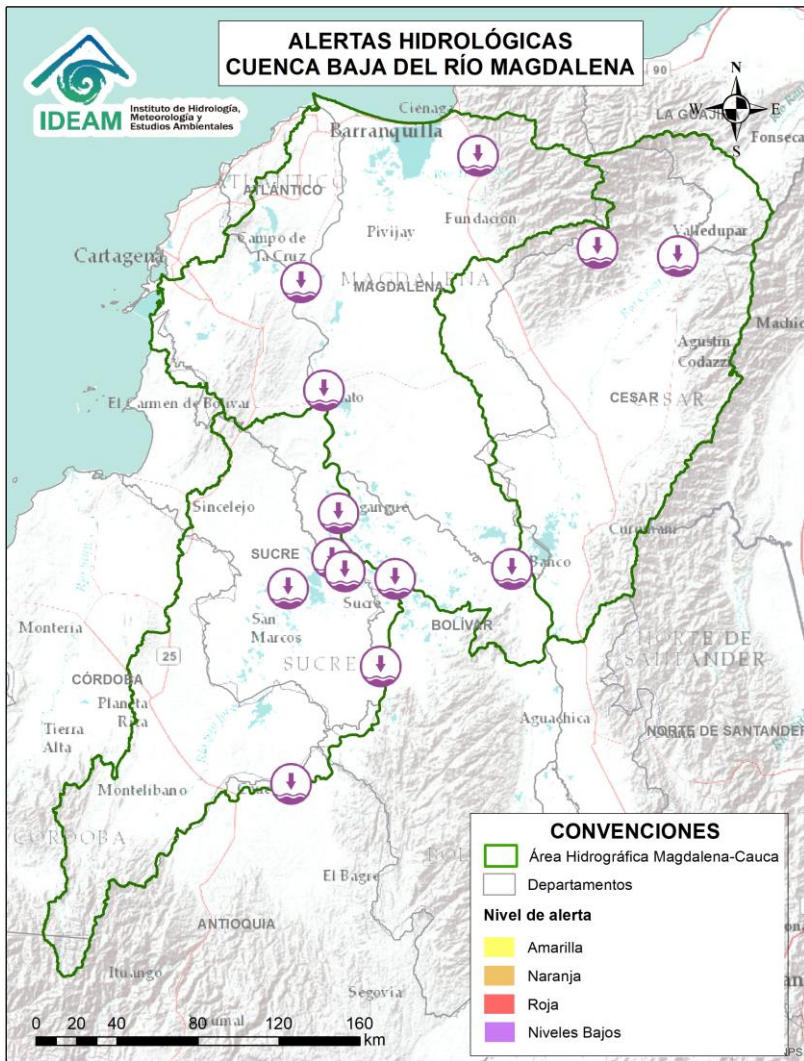 ALERTAS HIDROLÓGICAS
CUENCA BAJA DEL RÍO MAGDALENA
IDEAM
Instituto de Hidrología,
Meteorología y
Estudios Ambientales
N
W
E
S
90
Ciénaga
LA GUAJIRA
Fonseca
Barranquilla
ATLÁNTICO
ATLÁNTICO
Fundación
Pivijay
Valledupar
Cartagena
Campo de
la Cruz
MAGDALENA
MAGDALENA
Agustín
Codazzi
CESAR
CESAR
El Carmen de Bolívar
Sincelejo
Curumaní
Banco
SUCRE
Sucre
San
Marcos
BOLÍVAR
Montería
SUCRE
NORTE DE
SANTANDER
25
CÓRDOBA
Planeta
Rica
Tierra
Alta
Aguachica
NORTE DE SANTANDER
Montelíbano
CÓRDOBA
El Bagre
ANTIOQUIA
Ituango
Segovia
0 20 40 80 120 160
km
CONVENCIONES
Área Hidrográfica Magdalena-Cauca
Departamentos
Nivel de alerta
Amarilla
Naranja
Roja
Niveles Bajos